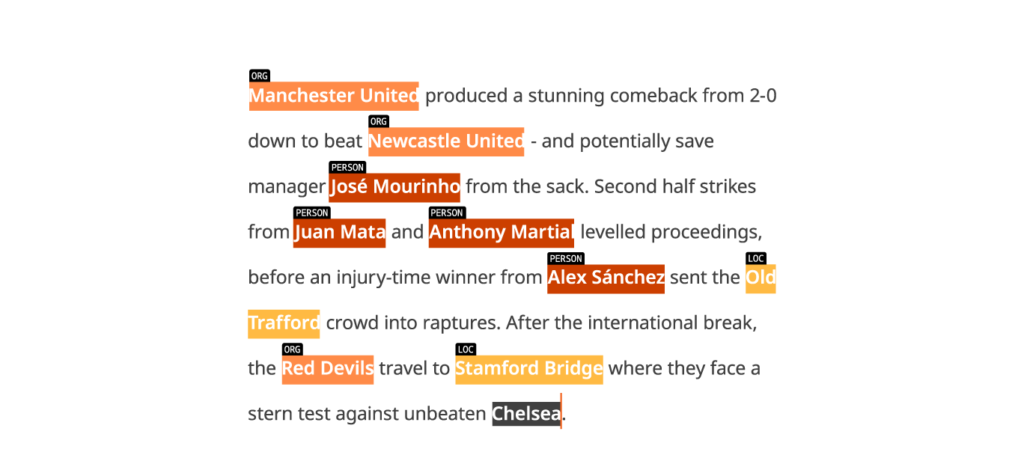 ORG
Manchester United produced a stunning comeback from 2-0
ORG
down to beat Newcastle United - and potentially save
PERSON
manager José Mourinho from the sack. Second half strikes
PERSON PERSON
from Juan Mata and Anthony Martial levelled proceedings,
PERSON LOC
before an injury-time winner from Alex Sánchez sent the Old
Trafford crowd into raptures. After the international break,
ORG LOC
the Red Devils travel to Stamford Bridge where they face a
stern test against unbeaten Chelsea.